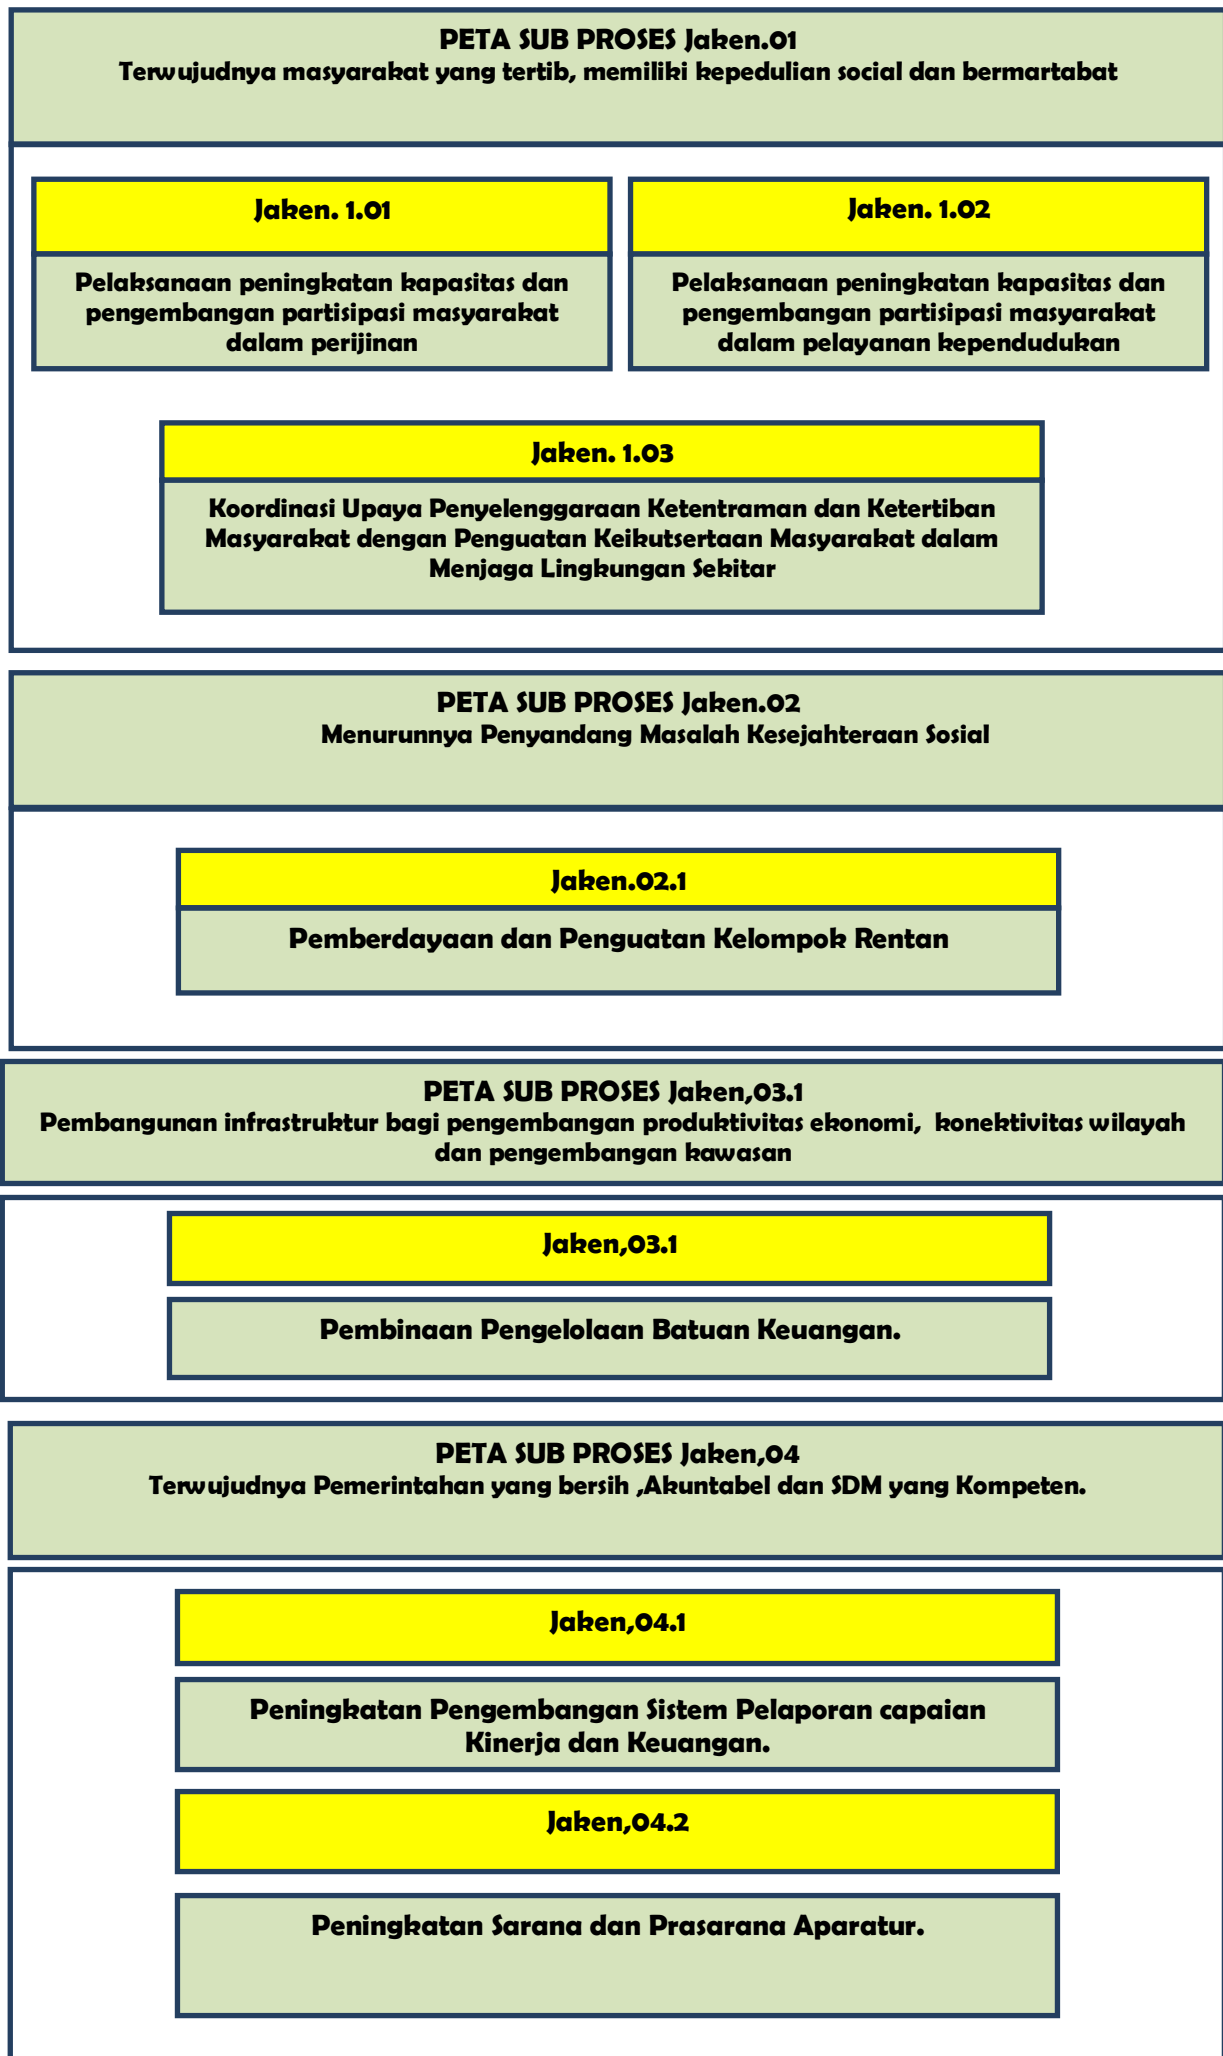 PETA SUB PROSES Jaken.01
Terwujudnya masyarakat yang tertib, memiliki kepedulian social dan bermartabat
Jaken. 1.01
Pelaksanaan peningkatan kapasitas dan
pengembangan partisipasi masyarakat
dalam perijinan
Jaken. 1.02
Pelaksanaan peningkatan kapasitas dan
pengembangan partisipasi masyarakat
dalam pelayanan kependudukan
Jaken. 1.03
Koordinasi Upaya Penyelenggaraan Ketentraman dan Ketertiban
Masyarakat dengan Penguatan Keikutsertaan Masyarakat dalam
Menjaga Lingkungan Sekitar
PETA SUB PROSES Jaken.02
Menurunnya Penyandang Masalah Kesejahteraan Sosial
Jaken.02.1
Pemberdayaan dan Penguatan Kelompok Rentan
PETA SUB PROSES Jaken,03.1
Pembangunan infrastruktur bagi pengembangan produktivitas ekonomi, konektivitas wilayah
dan pengembangan kawasan
Jaken,03.1
Pembinaan Pengelolaan Batuan Keuangan.
PETA SUB PROSES Jaken,04
Terwujudnya Pemerintahan yang bersih ,Akuntabel dan SDM yang Kompeten.
Jaken,04.1
Peningkatan Pengembangan Sistem Pelaporan capaian
Kinerja dan Keuangan.
Jaken,04.2
Peningkatan Sarana dan Prasarana Aparatur.